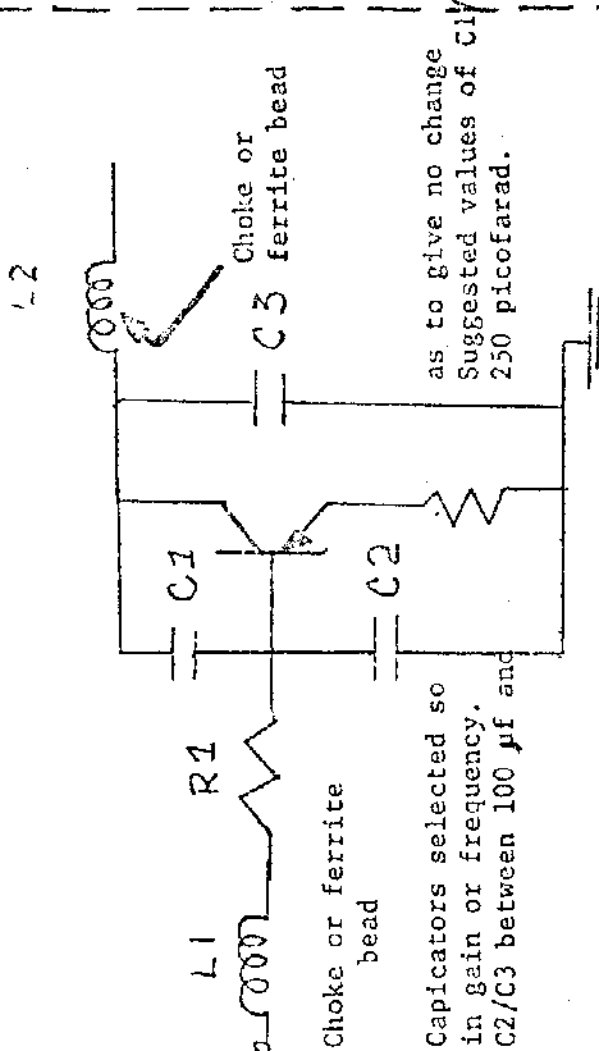 L2
Choke or
ferrite bead
C3
C1
C2
R1
L1
Choke or ferrite
bead
Capicators selected so as to give no change
in gain or frequency. Suggested values of C1/
C2/C3 between 100 µf and 250 picofarad.